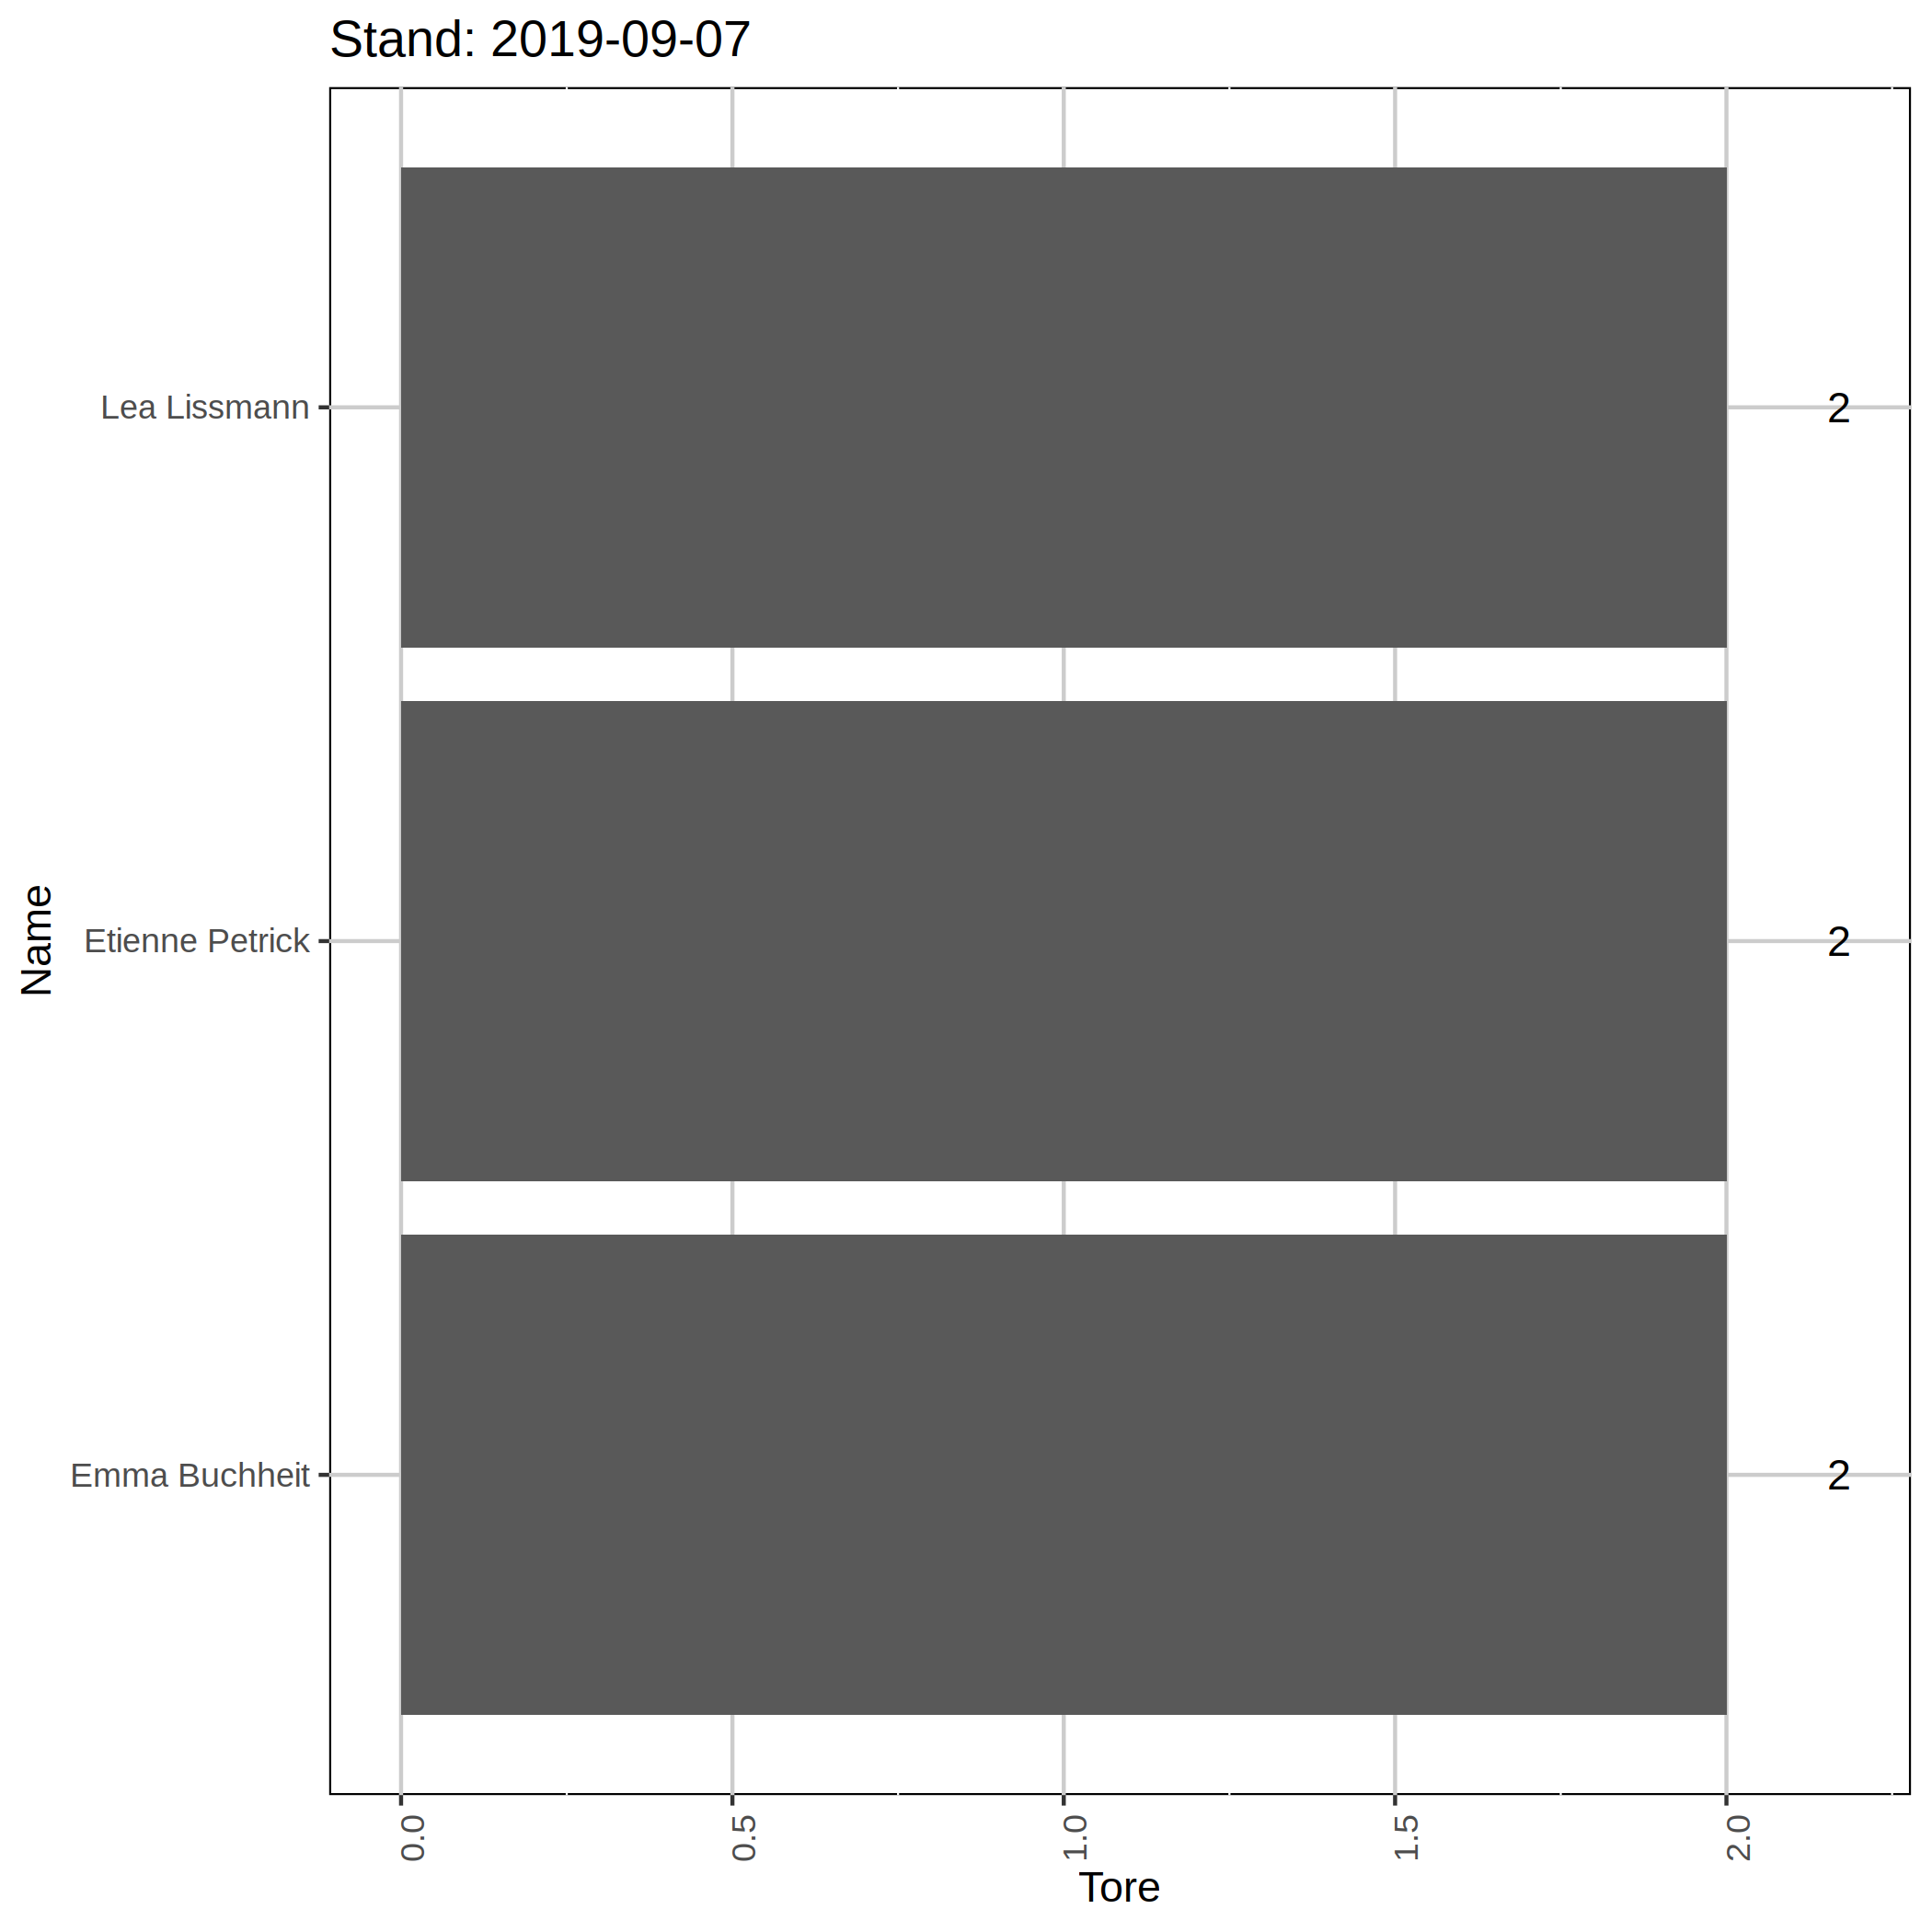 Stand: 2019-09-07
Name
Lea Lissmann
2
Etienne Petrick
2
Emma Buchheit
2
0.0
0.5
1.0
1.5
2.0
Tore